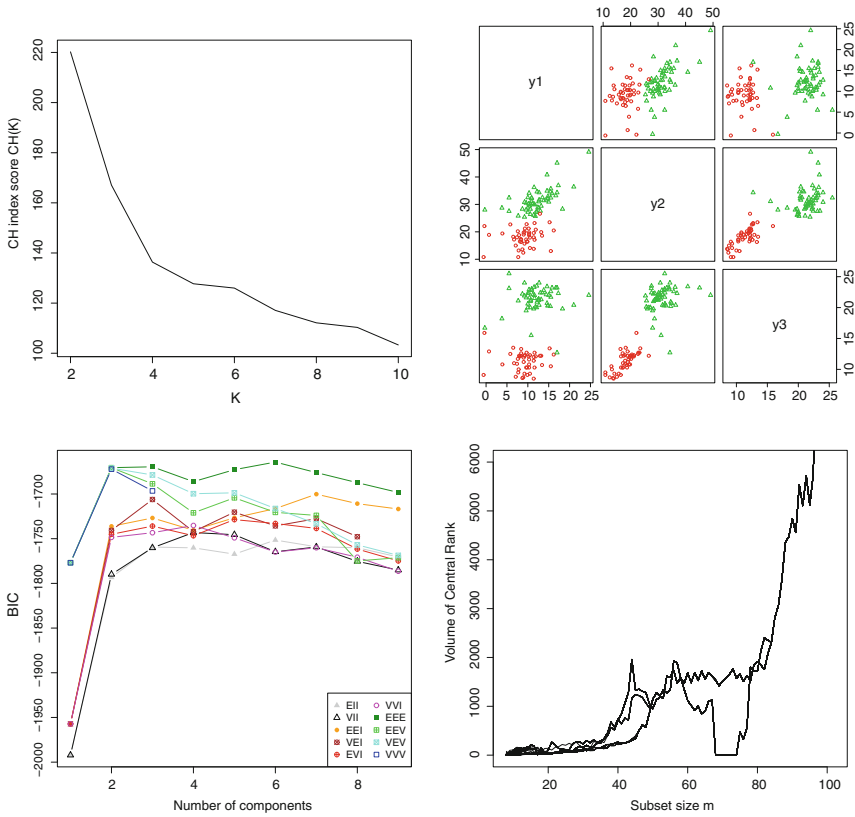 220
200
180
160
140
120
100
CH index score CH(K)
2 4 6 8 10
K
10 20 30 40 50
y1
0 5 10 15 20 25
50
40
30
20
10
y2
y3
10 15 20 25
0 5 10 15 20 25
10 15 20 25
BIC
−1700
−1750
−1800
−1850
−1900
−1950
−2000
EII VVI
VII EEE
EEI EEV
VEI VEV
EVI VVV
2 4 6 8
Number of components
Volume of Central Rank
6000
5000
4000
3000
2000
1000
0
20 40 60 80 100
Subset size m